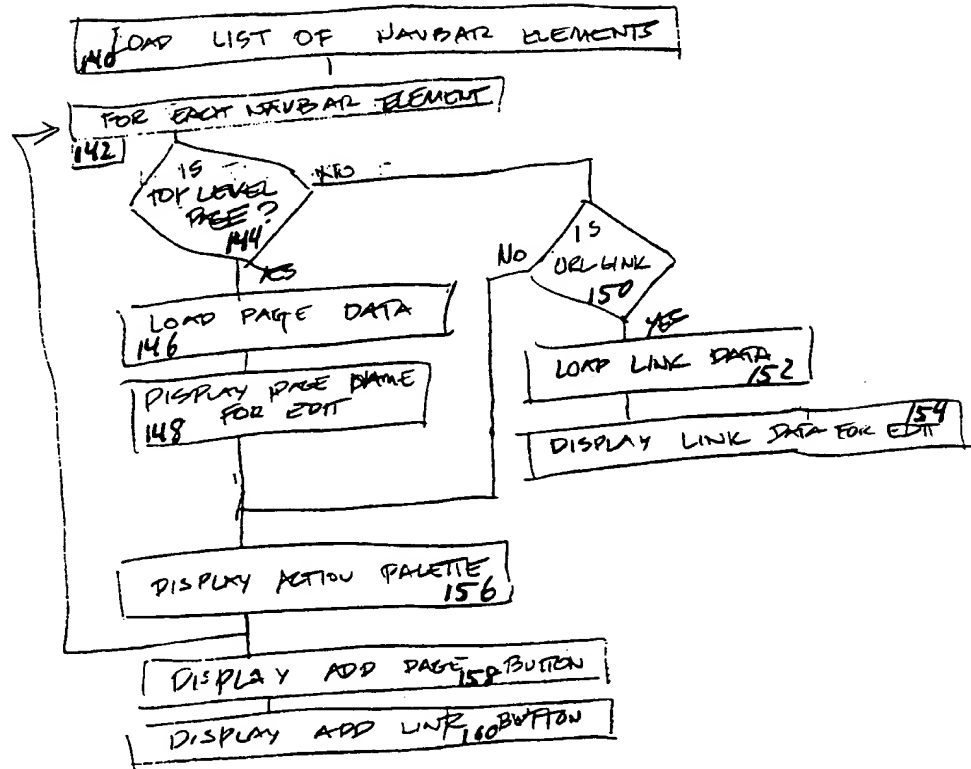 LOAD LIST OF NAVBAR ELEMENTS
140
FOR EACH NAVBAR ELEMENT
142
IS
TOP LEVEL
PAGE?
144
NO
YES
LOAD PAGE DATA
146
DISPLAY PAGE NAME
FOR EDIT
148
IS
URL LINK
150
No
YES
LOAD LINK DATA
152
154
DISPLAY LINK DATA FOR EDIT
DISPLAY ACTION PALETTE
156
DISPLAY ADD PAGE BUTTON
158
DISPLAY ADD LINK BUTTON
160